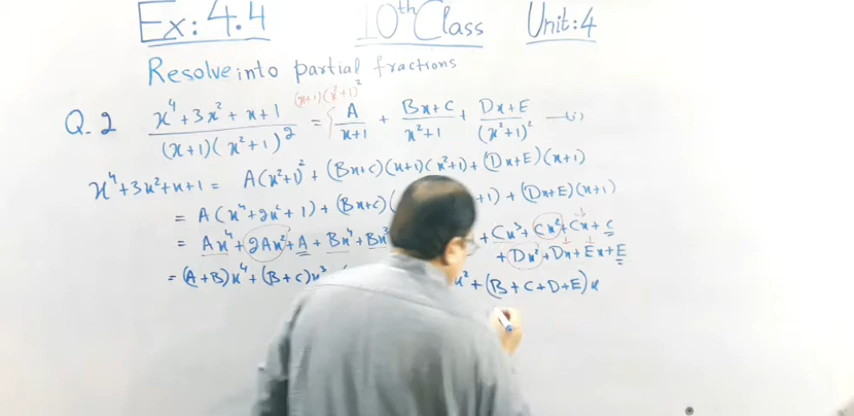 Ex: 4.4 10th Class Unit: 4
Resolve into partial fractions
(x+1)(x²+1)²
Q.2 x⁴+3x²+x+1 / (x+1)(x²+1)² = A/x+1 + Bx+C/x²+1 + Dx+E/(x²+1)² —(i)
x⁴+3x²+x+1 = A(x²+1)² + (Bx+C)(x+1)(x²+1) + (Dx+E)(x+1)
= A(x⁴+2x²+1) + (Bx+C)( +1) + (Dx+E)(x+1)
= Ax⁴+2Ax²+A + Bx⁴+Bx³ + Cx³+Cx²+Cx+C
+ Dx²+Dx+Ex+E
= (A+B)x⁴+(B+C)x³ x²+(B+C+D+E)x